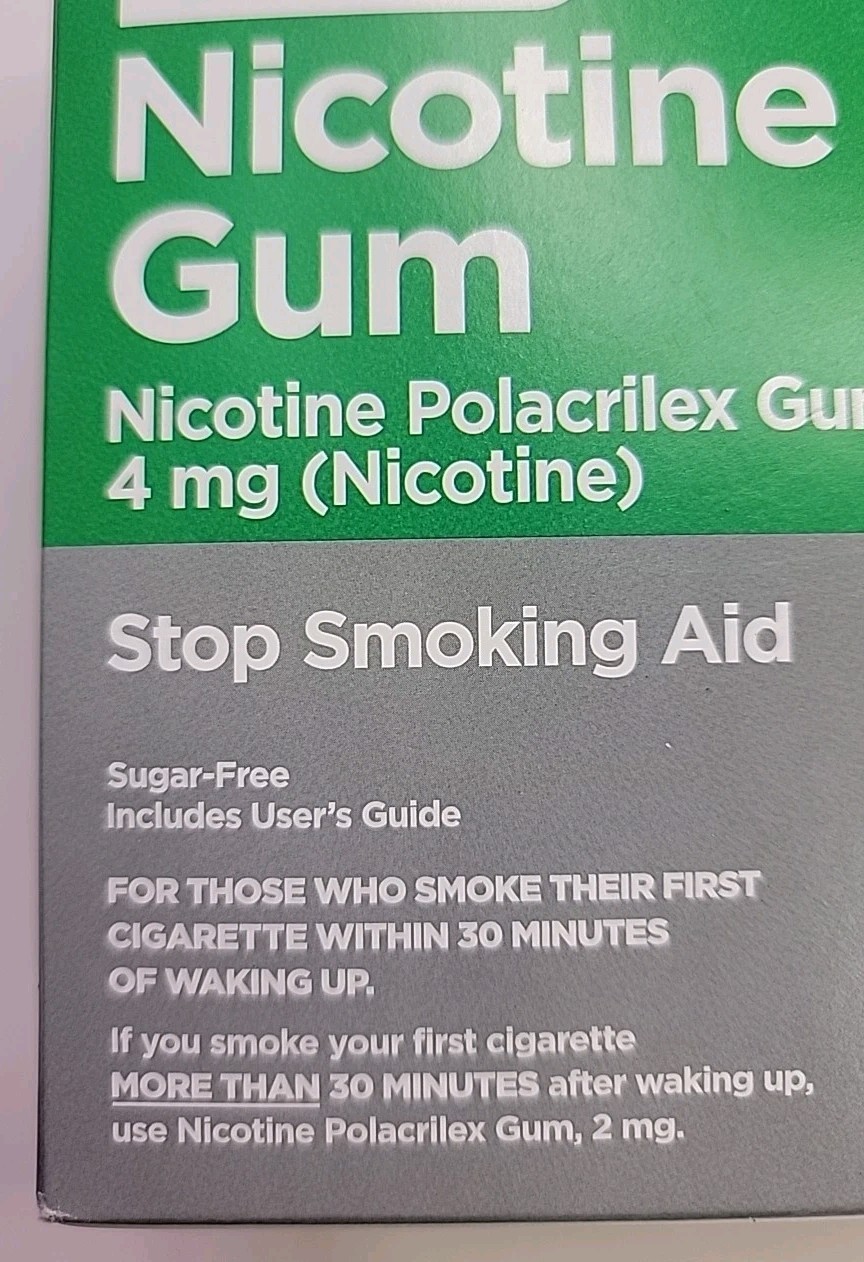 Nicotine
Gum
Nicotine Polacrilex
4 mg (Nicotine)
Stop Smoking Aid
Sugar-Free
Includes User's Guide
FOR THOSE WHO SMOKE THEIR FIRST
CIGARETTE WITHIN 30 MINUTES
OF WAKING UP.
If you smoke your first cigarette
MORE THAN 30 MINUTES after waking up,
use Nicotine Polacrilex Gum, 2 mg.